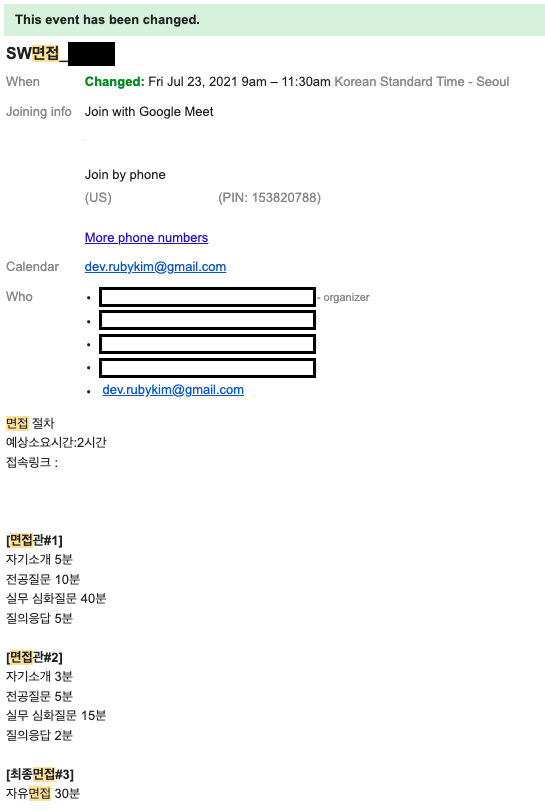 This event has been changed.
SW면접_
When Changed: Fri Jul 23, 2021 9am – 11:30am Korean Standard Time - Seoul
Joining info Join with Google Meet
Join by phone
(US) (PIN: 153820788)
More phone numbers
Calendar dev.rubykim@gmail.com
Who
• - organizer
•
•
•
• dev.rubykim@gmail.com
면접 절차
예상소요시간:2시간
접속링크 :
[면접관#1]
자기소개 5분
전공질문 10분
실무 심화질문 40분
질의응답 5분
[면접관#2]
자기소개 3분
전공질문 5분
실무 심화질문 15분
질의응답 2분
[최종면접#3]
자유면접 30분